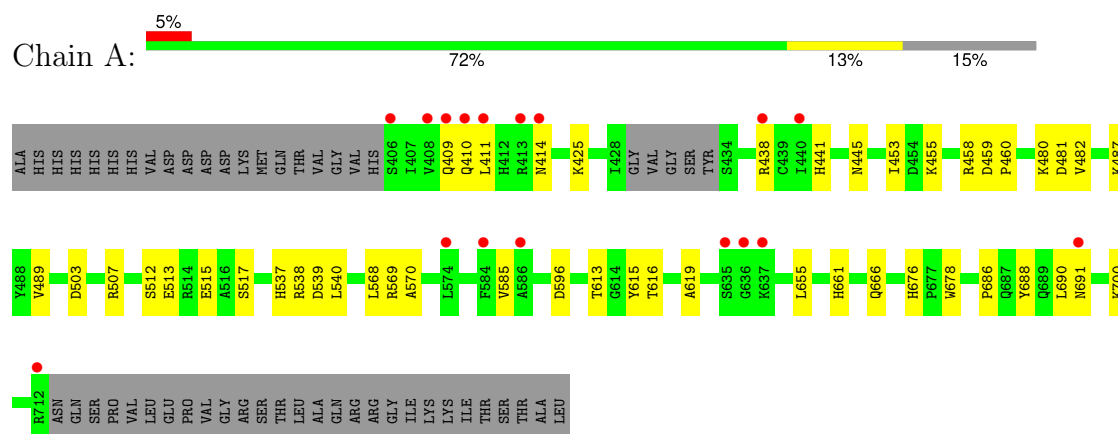 5%
Chain A:
72% 13% 15%
ALA HIS HIS HIS HIS HIS HIS VAL ASP ASP ASP ASP LYS MET GLN THR VAL GLY VAL HIS S406 I407 V408 Q409 Q410 L411 H412 R413 N414 K425 I428 GLY VAL GLY SER TYR S434 R438 C439 I440 H441 N445 I453 D454 K455 R458 D459 P460 K480 D481 V482 K487
Y488 V489 D503 R507 S512 E513 R514 E515 A516 S517 H537 R538 D539 L540 L568 R569 A570 L574 F584 V585 A586 D596 T613 G614 Y615 T616 A619 S635 G636 K637 L655 H661 Q666 H676 P677 W678 P686 Q687 Y688 Q689 L690 N691
R712 ASN GLN SER PRO VAL LEU GLU PRO VAL GLY ARG SER THR LEU ALA GLN ARG ARG GLY ILE LYS LYS ILE THR SER THR ALA LEU